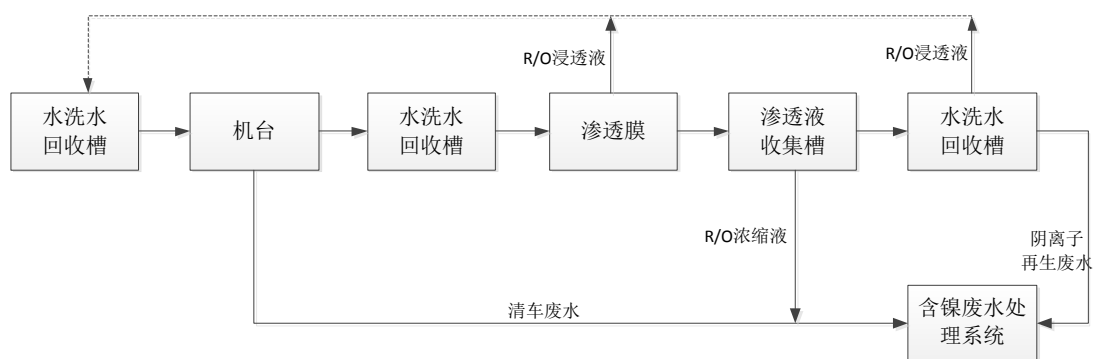 R/O浸透液
R/O浸透液
水洗水
回收槽
机台
水洗水
回收槽
渗透膜
渗透液
收集槽
水洗水
回收槽
R/O浓缩液
阴离子
再生废水
清车废水
含镍废水处
理系统